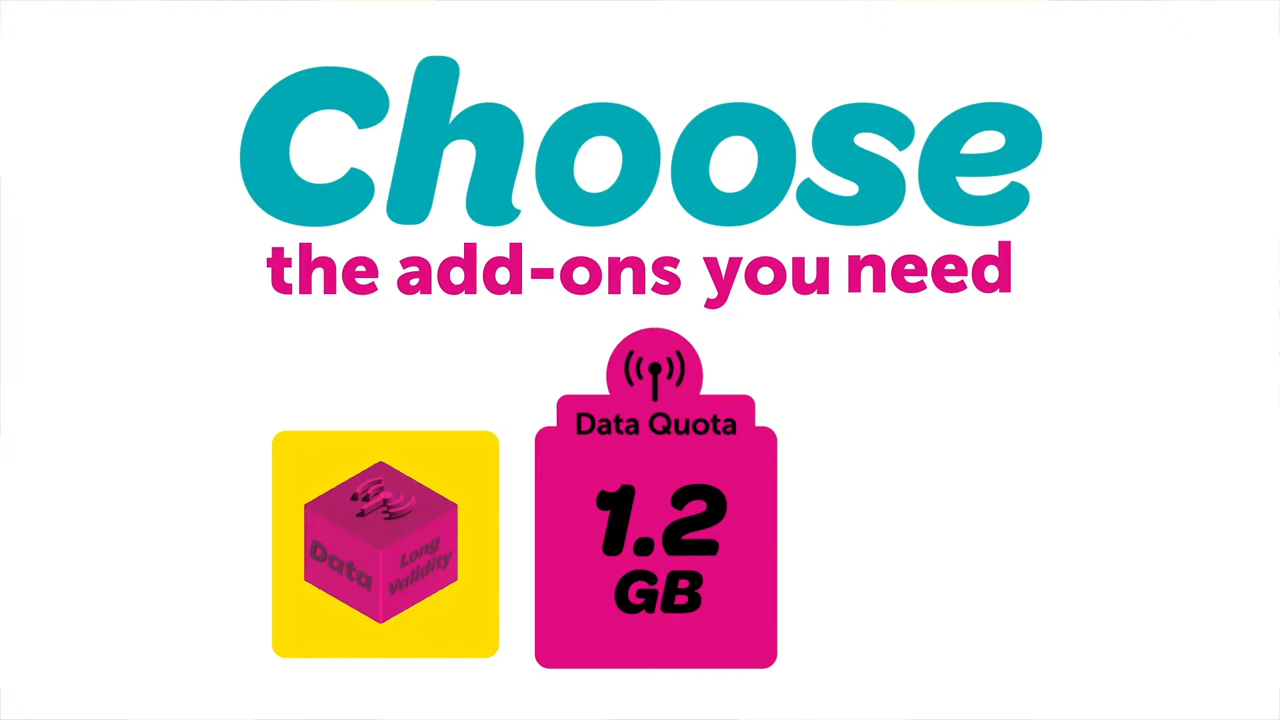 Choose
the add-ons you need
Data Quota
1.2
GB
Data
Long
Validity